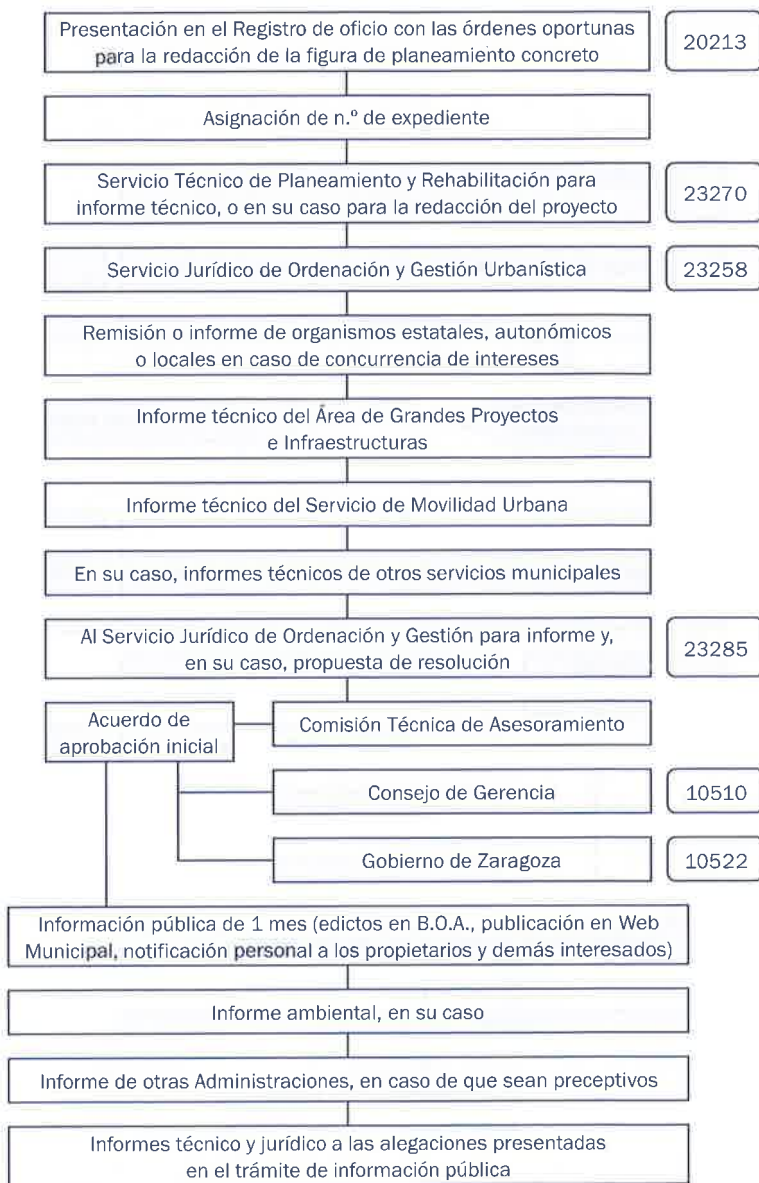 Presentación en el Registro de oficio con las órdenes oportunas
para la redacción de la figura de planeamiento concreto
20213
Asignación de n.º de expediente
Servicio Técnico de Planeamiento y Rehabilitación para
informe técnico, o en su caso para la redacción del proyecto
23270
Servicio Jurídico de Ordenación y Gestión Urbanística
23258
Remisión o informe de organismos estatales, autonómicos
o locales en caso de concurrencia de intereses
Informe técnico del Área de Grandes Proyectos
e Infraestructuras
Informe técnico del Servicio de Movilidad Urbana
En su caso, informes técnicos de otros servicios municipales
Al Servicio Jurídico de Ordenación y Gestión para informe y,
en su caso, propuesta de resolución
23285
Acuerdo de
aprobación inicial
Comisión Técnica de Asesoramiento
Consejo de Gerencia
10510
Gobierno de Zaragoza
10522
Información pública de 1 mes (edictos en B.O.A., publicación en Web
Municipal, notificación personal a los propietarios y demás interesados)
Informe ambiental, en su caso
Informe de otras Administraciones, en caso de que sean preceptivos
Informes técnico y jurídico a las alegaciones presentadas
en el trámite de información pública